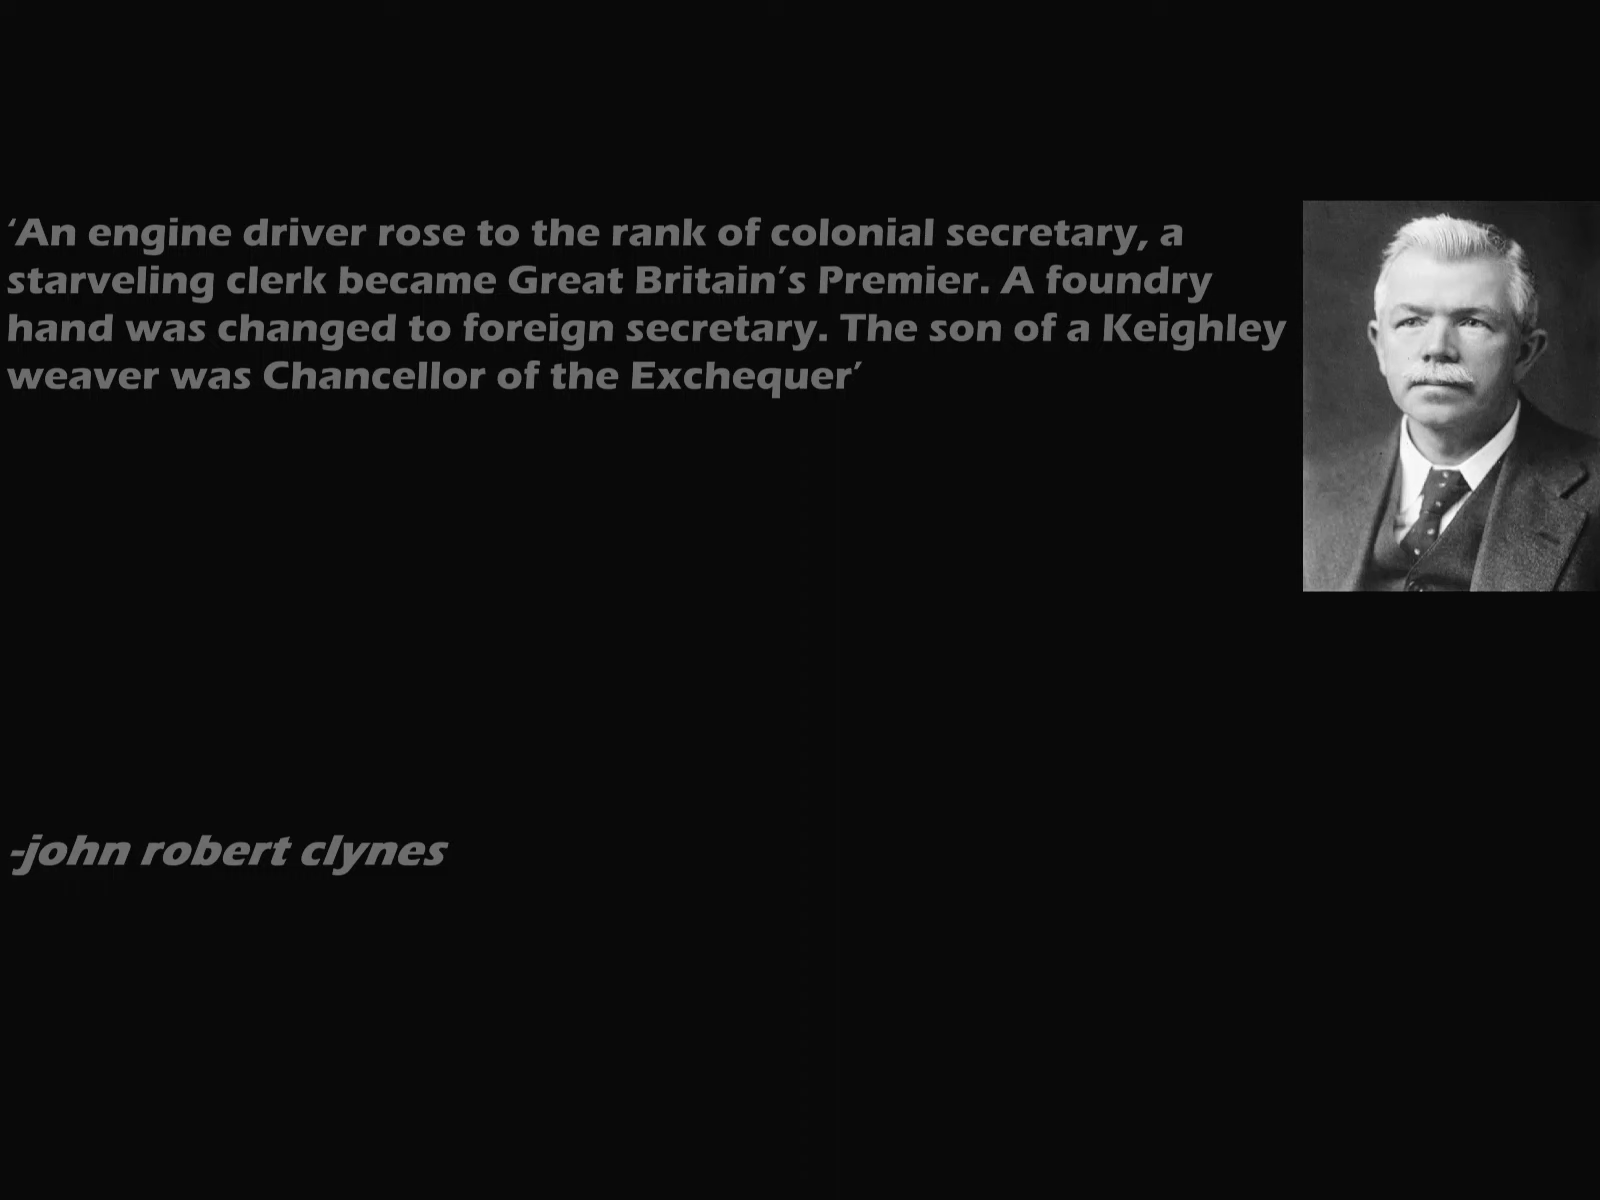 ‘An engine driver rose to the rank of colonial secretary, a
starveling clerk became Great Britain’s Premier. A foundry
hand was changed to foreign secretary. The son of a Keighley
weaver was Chancellor of the Exchequer’
-john robert clynes